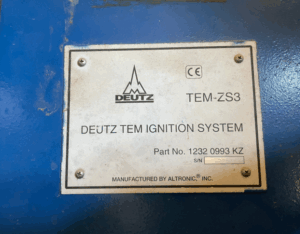 DEUTZ
CE
TEM-ZS3
DEUTZ TEM IGNITION SYSTEM
Part No. 1232 0993 KZ
S/N
MANUFACTURED BY ALTRONIC,® INC.